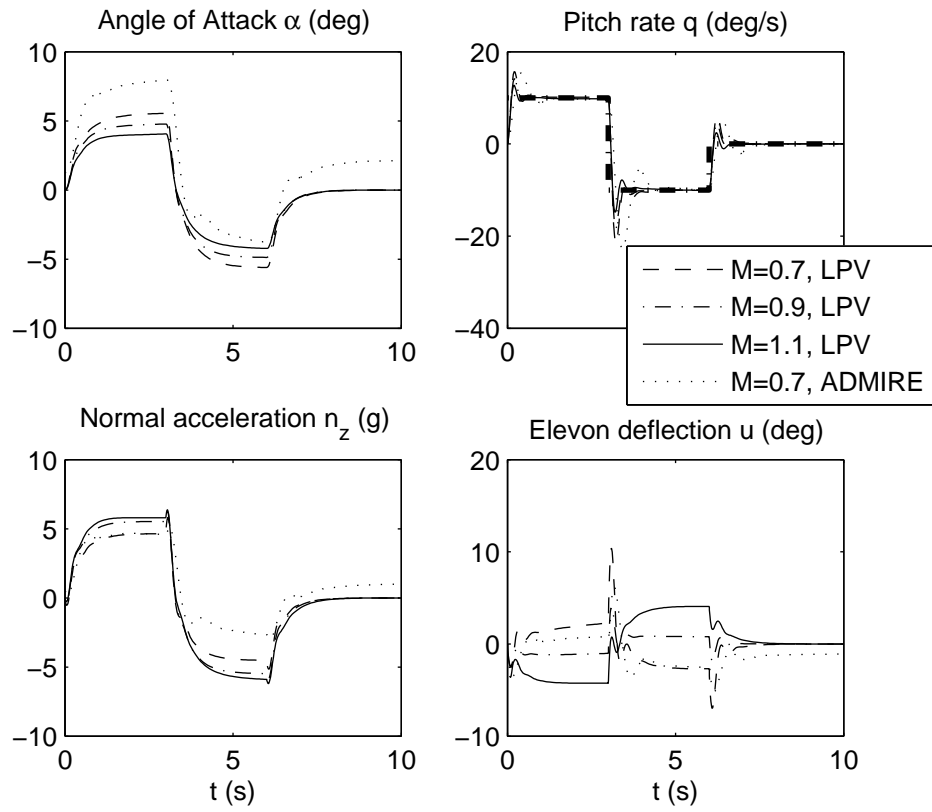 Angle of Attack α (deg)
10
5
0
−5
−10
0
5
10
Pitch rate q (deg/s)
20
0
−20
−40
0
M=0.7, LPV
M=0.9, LPV
M=1.1, LPV
M=0.7, ADMIRE
Normal acceleration n_z (g)
10
5
0
−5
−10
0
5
10
t (s)
Elevon deflection u (deg)
20
10
0
−10
0
5
10
t (s)